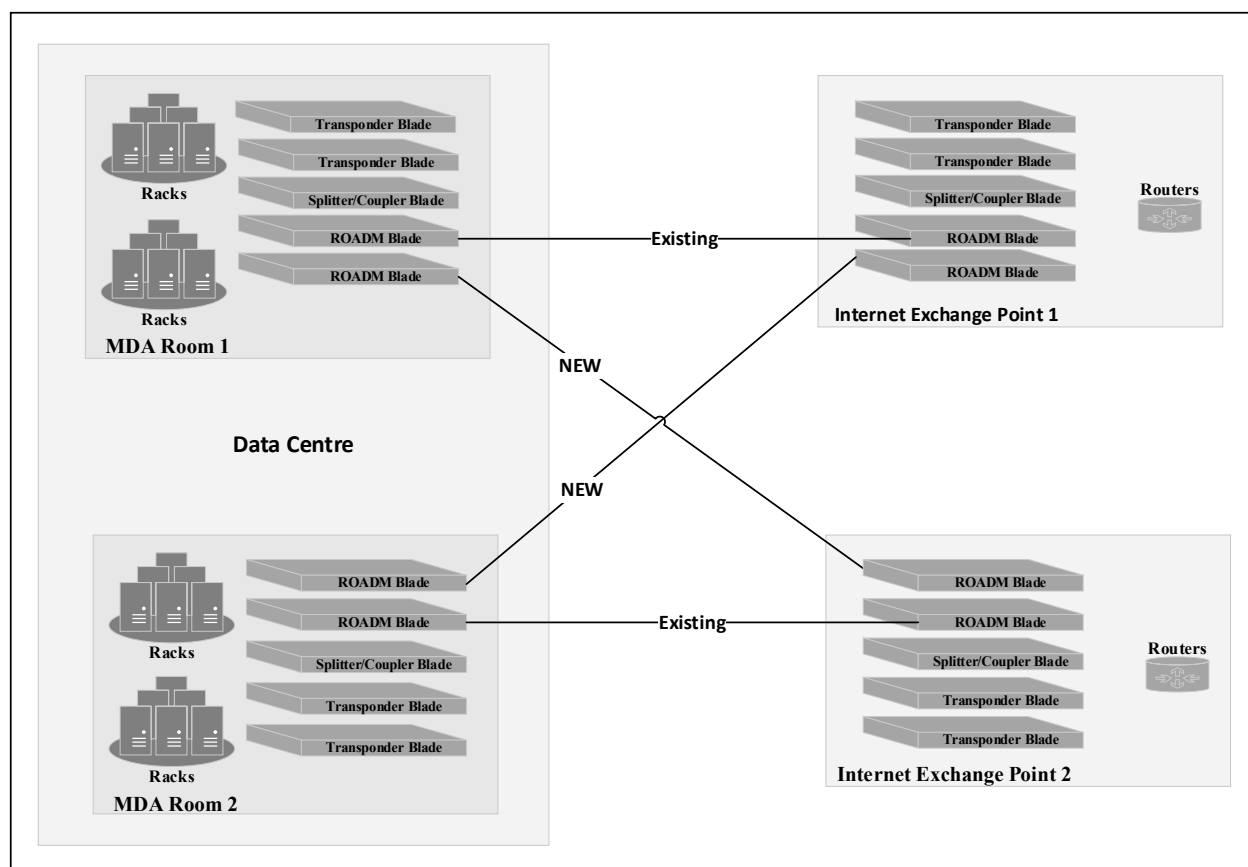 Transponder Blade
Transponder Blade
Splitter/Coupler Blade
ROADM Blade
ROADM Blade
Racks
Racks
MDA Room 1
Existing
Transponder Blade
Transponder Blade
Splitter/Coupler Blade
ROADM Blade
ROADM Blade
Routers
Internet Exchange Point 1
NEW
Data Centre
NEW
ROADM Blade
ROADM Blade
Splitter/Coupler Blade
Transponder Blade
Transponder Blade
Racks
Racks
MDA Room 2
Existing
ROADM Blade
ROADM Blade
Splitter/Coupler Blade
Transponder Blade
Transponder Blade
Routers
Internet Exchange Point 2